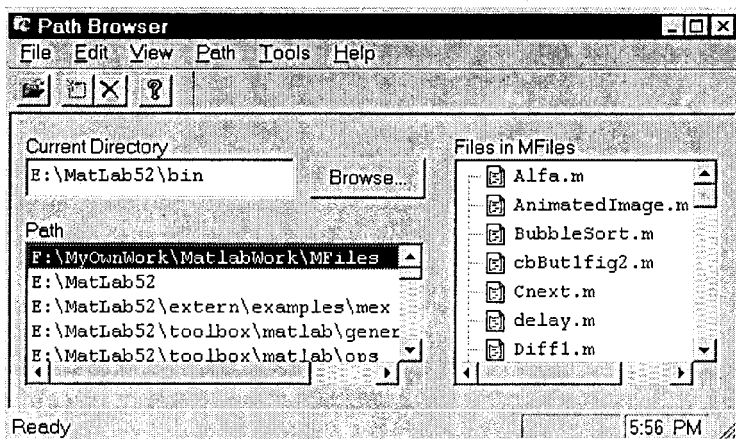 Path Browser
File Edit View Path Tools Help
Current Directory
E:\MatLab52\bin
Browse...
Path
F:\MyOwnWork\MatlabWork\MFiles
E:\MatLab52
E:\MatLab52\extern\examples\mex
E:\MatLab52\toolbox\matlab\gener
E:\MatLab52\toolbox\matlab\ops
Files in MFiles
Alfa.m
AnimatedImage.m
BubbleSort.m
cbBut1fig2.m
Cnext.m
delay.m
Diff1.m
Ready
5:56 PM